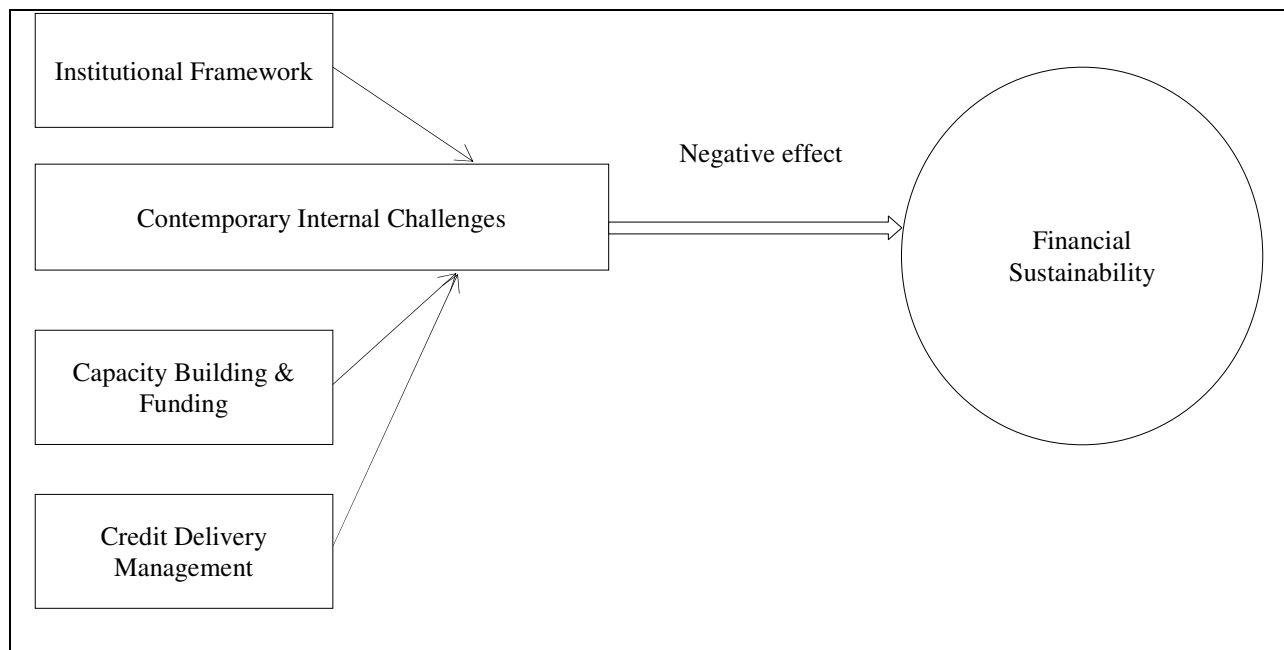 Institutional Framework
Negative effect
Contemporary Internal Challenges
Financial
Sustainability
Capacity Building &
Funding
Credit Delivery
Management